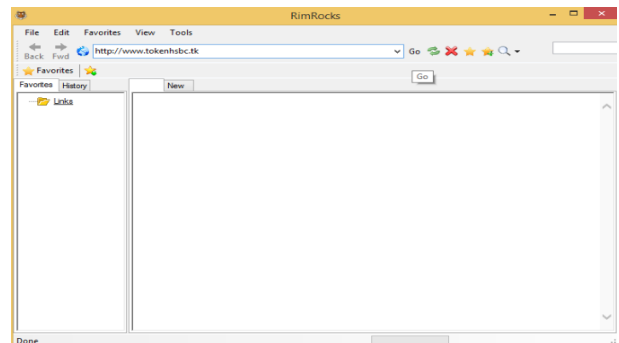 RimRocks
File Edit Favorites View Tools
Back Fwd http://www.tokenhsbc.tk Go
Favorites
Go
Favorites History New
Links
Done